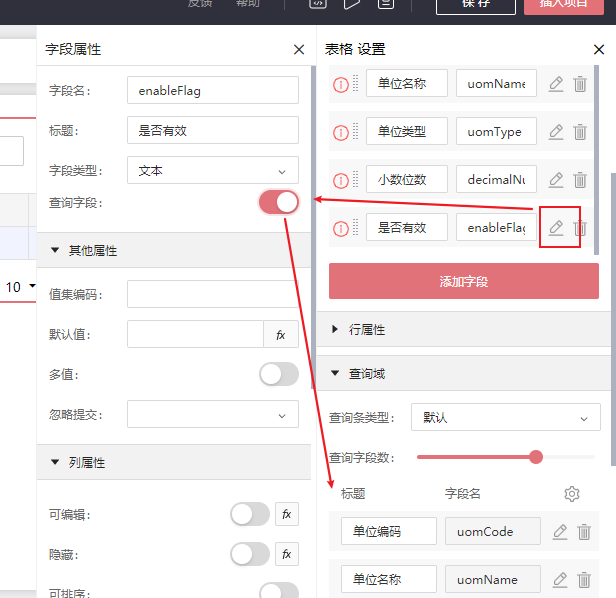 反馈 帮助 保 存 插入项目
字段属性
字段名： enableFlag
标题： 是否有效
字段类型： 文本
查询字段：
其他属性
值集编码：
默认值： fx
多值：
忽略提交：
列属性
可编辑： fx
隐藏： fx
可排序：
10
表格 设置
单位名称 uomName
单位类型 uomType
小数位数 decimalNu
是否有效 enableFlag
添加字段
行属性
查询域
查询条类型： 默认
查询字段数：
标题 字段名
单位编码 uomCode
单位名称 uomName